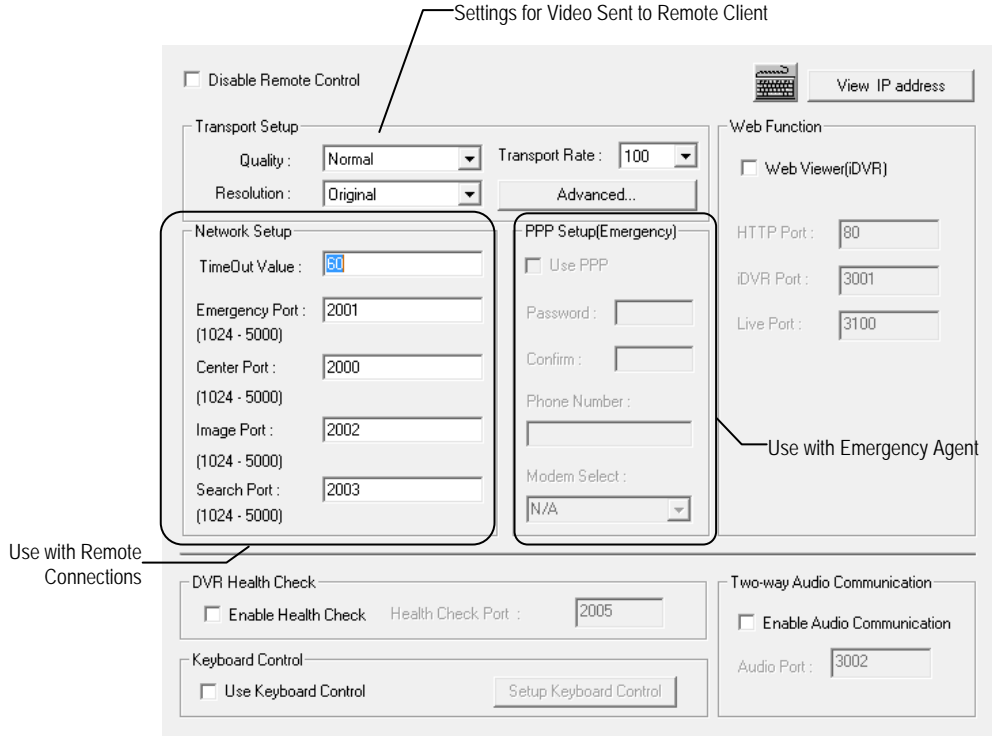 Settings for Video Sent to Remote Client
Disable Remote Control
View IP address
Transport Setup
Quality :
Normal
Transport Rate :
100
Resolution :
Original
Advanced...
Web Function
Web Viewer(iDVR)
HTTP Port :
80
iDVR Port :
3001
Live Port :
3100
Network Setup
TimeOut Value :
60
Emergency Port :
2001
(1024 - 5000)
Center Port :
2000
(1024 - 5000)
Image Port :
2002
(1024 - 5000)
Search Port :
2003
(1024 - 5000)
PPP Setup(Emergency)
Use PPP
Password :
Confirm :
Phone Number :
Modem Select :
N/A
Use with Emergency Agent
Use with Remote
Connections
DVR Health Check
Enable Health Check
Health Check Port :
2005
Two-way Audio Communication
Enable Audio Communication
Audio Port :
3002
Keyboard Control
Use Keyboard Control
Setup Keyboard Control